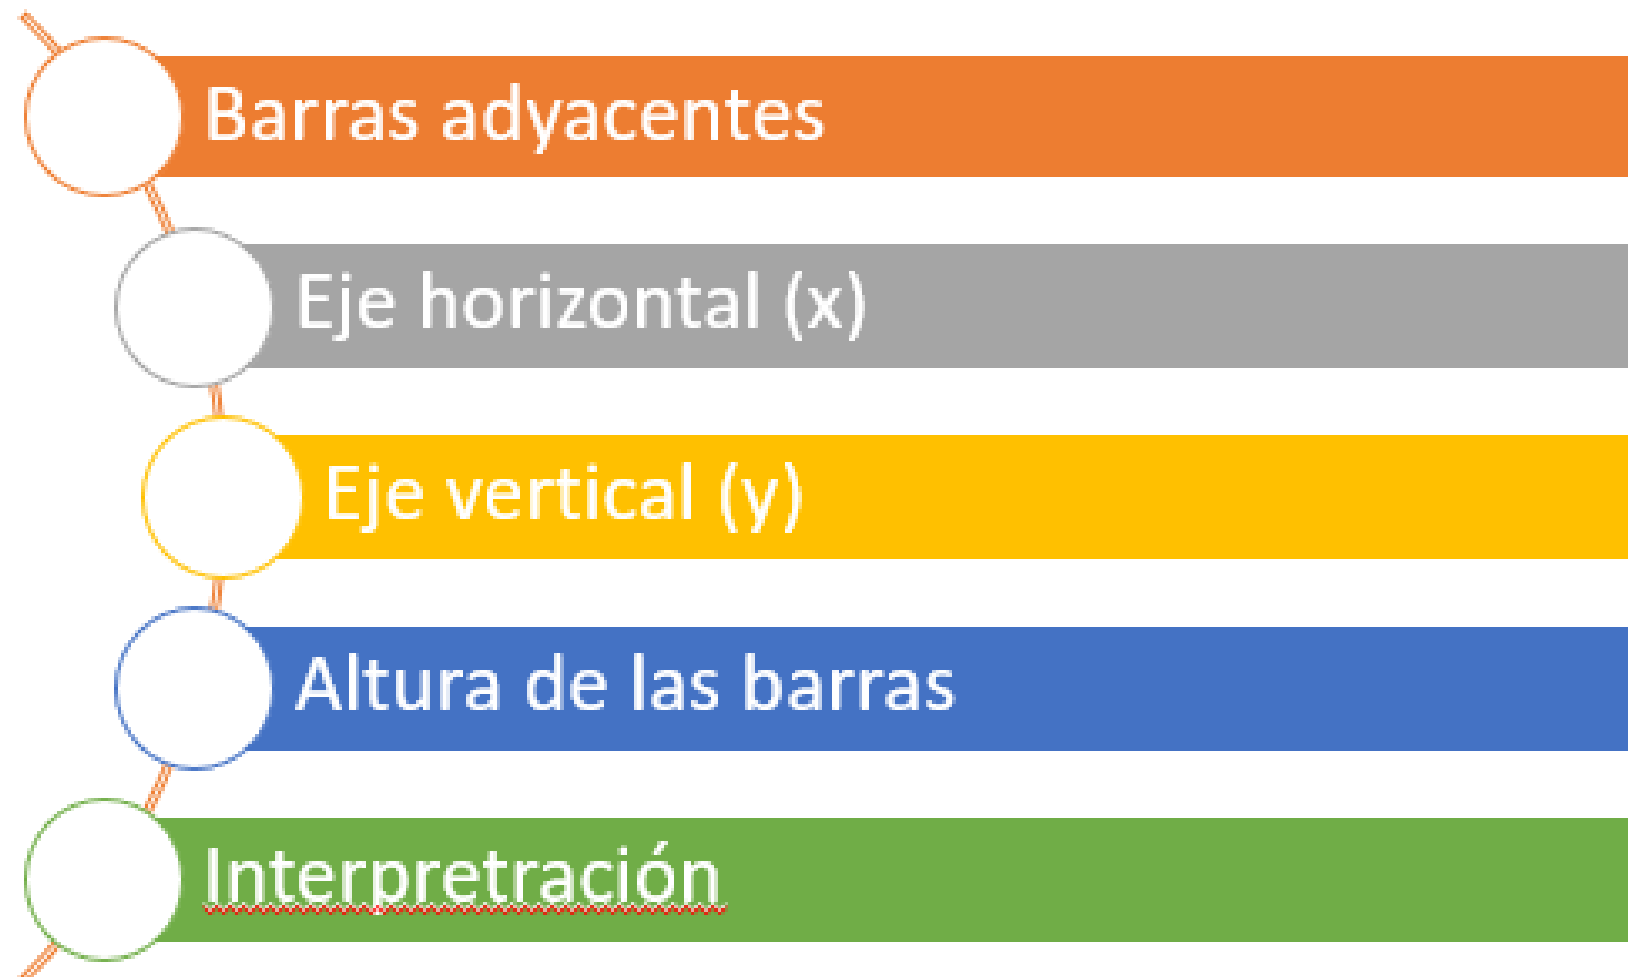 Barras adyacentes
Eje horizontal (x)
Eje vertical (y)
Altura de las barras
Interpretración